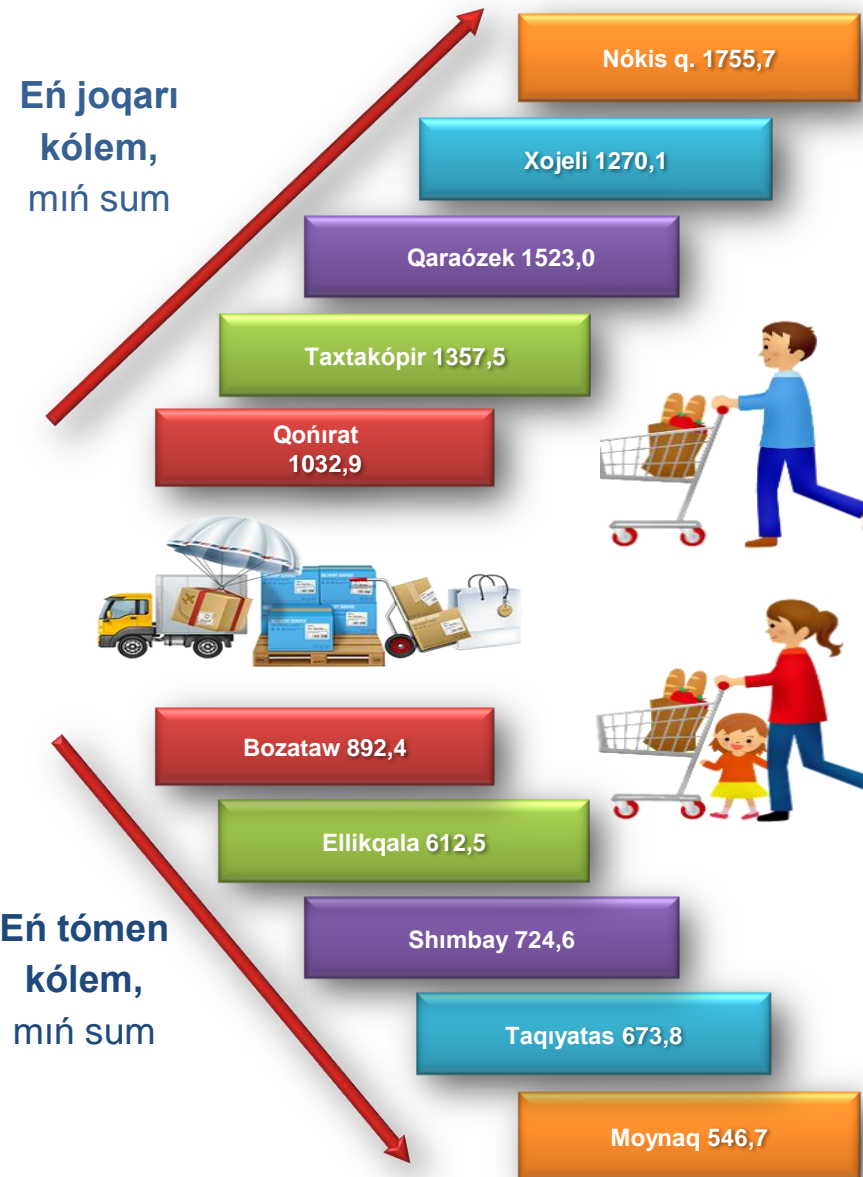 Eń joqarı
kólem,
mıń sum
Nókis q. 1755,7
Xojeli 1270,1
Qaraózek 1523,0
Taxtakópir 1357,5
Qońırat
1032,9
Bozataw 892,4
Ellikqala 612,5
Shımbay 724,6
Taqıyatas 673,8
Moynaq 546,7
Eń tómen
kólem,
mıń sum